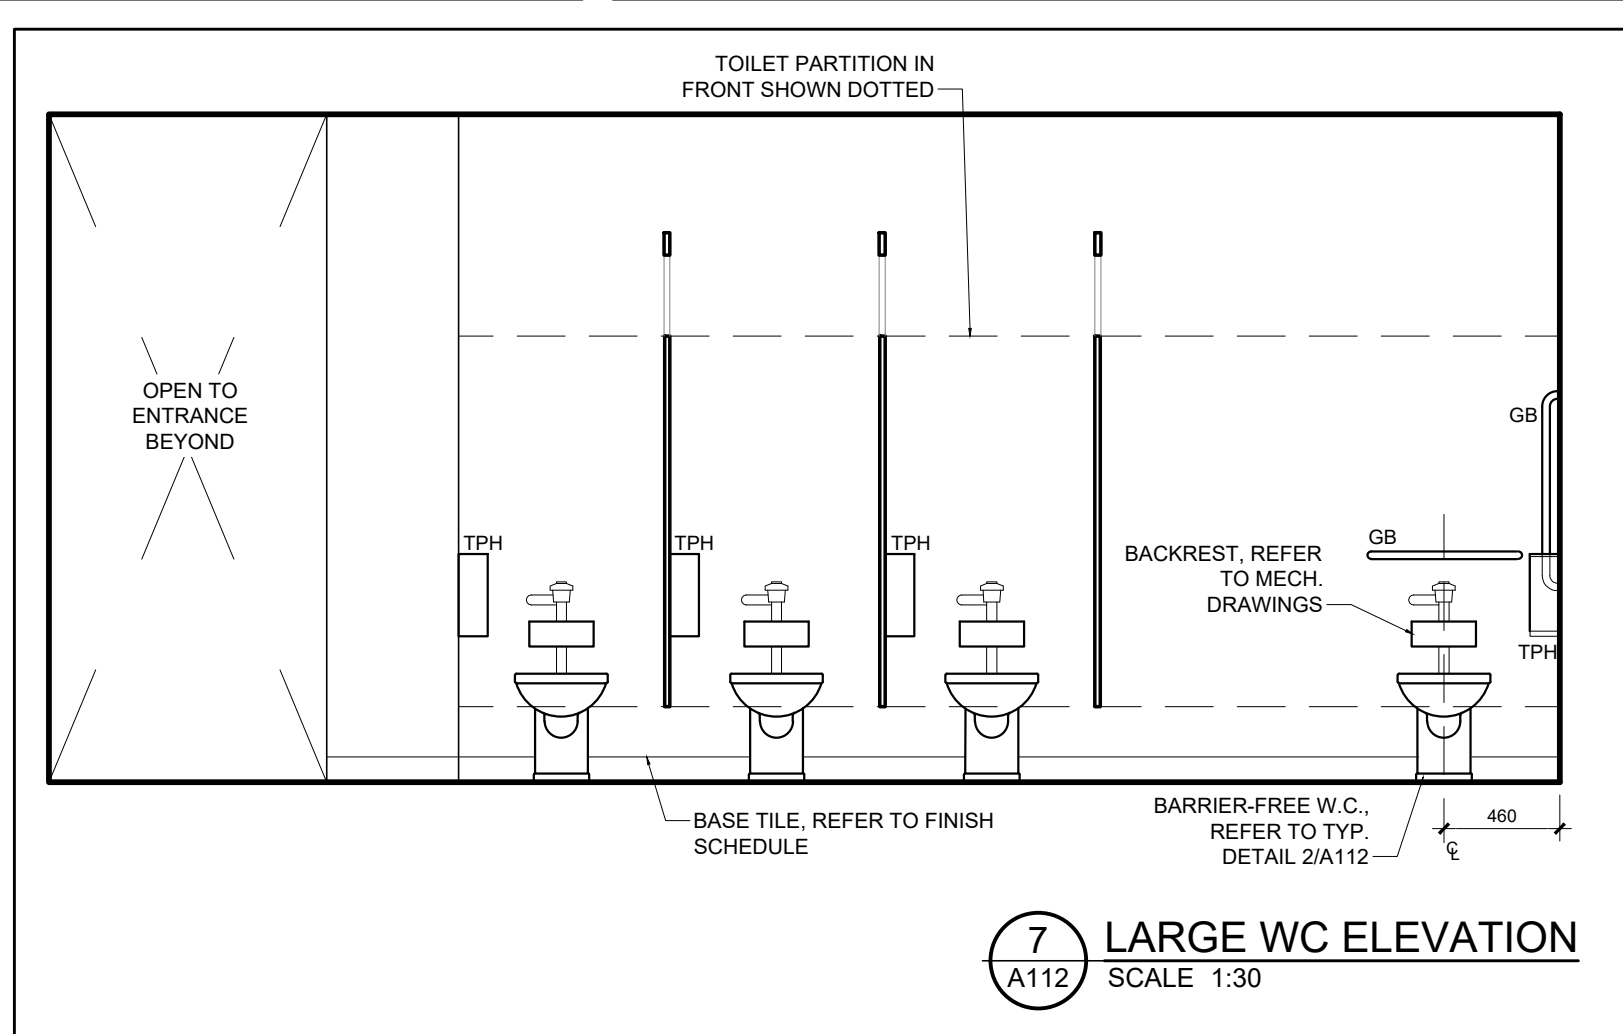 TOILET PARTITION IN
FRONT SHOWN DOTTED
OPEN TO
ENTRANCE
BEYOND
GB
TPH
TPH
TPH
GB
BACKREST, REFER
TO MECH.
DRAWINGS
TPH
BASE TILE, REFER TO FINISH
SCHEDULE
BARRIER-FREE W.C.,
REFER TO TYP.
DETAIL 2/A112
460
℄
7
A112
LARGE WC ELEVATION
SCALE 1:30